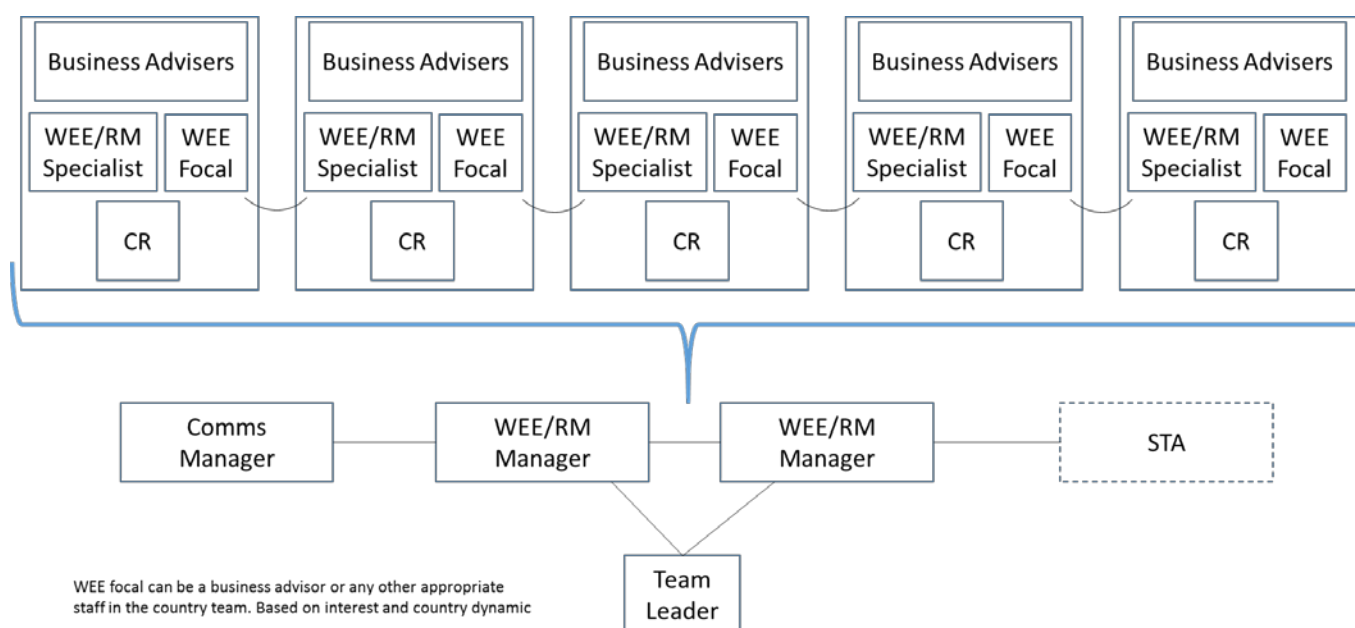 Business Advisers
WEE/RM
Specialist
WEE
Focal
CR
Business Advisers
WEE/RM
Specialist
WEE
Focal
CR
Business Advisers
WEE/RM
Specialist
WEE
Focal
CR
Business Advisers
WEE/RM
Specialist
WEE
Focal
CR
Business Advisers
WEE/RM
Specialist
WEE
Focal
CR
Comms
Manager
WEE/RM
Manager
WEE/RM
Manager
STA
Team
Leader
WEE focal can be a business advisor or any other appropriate
staff in the country team. Based on interest and country dynamic